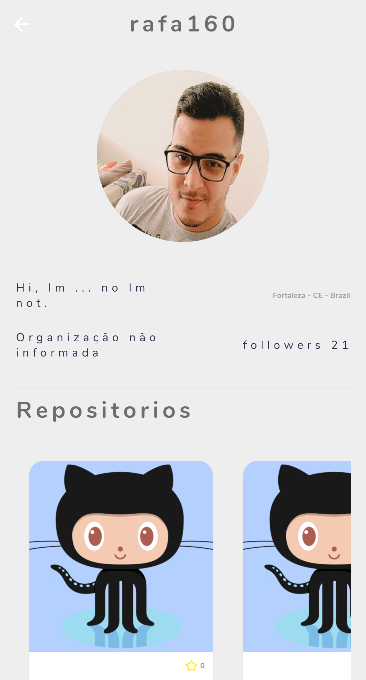 rafa160
Hi, Im ... no Im
not.
Fortaleza - CE - Brazil
Organização não
informada
followers 21
Repositorios
0